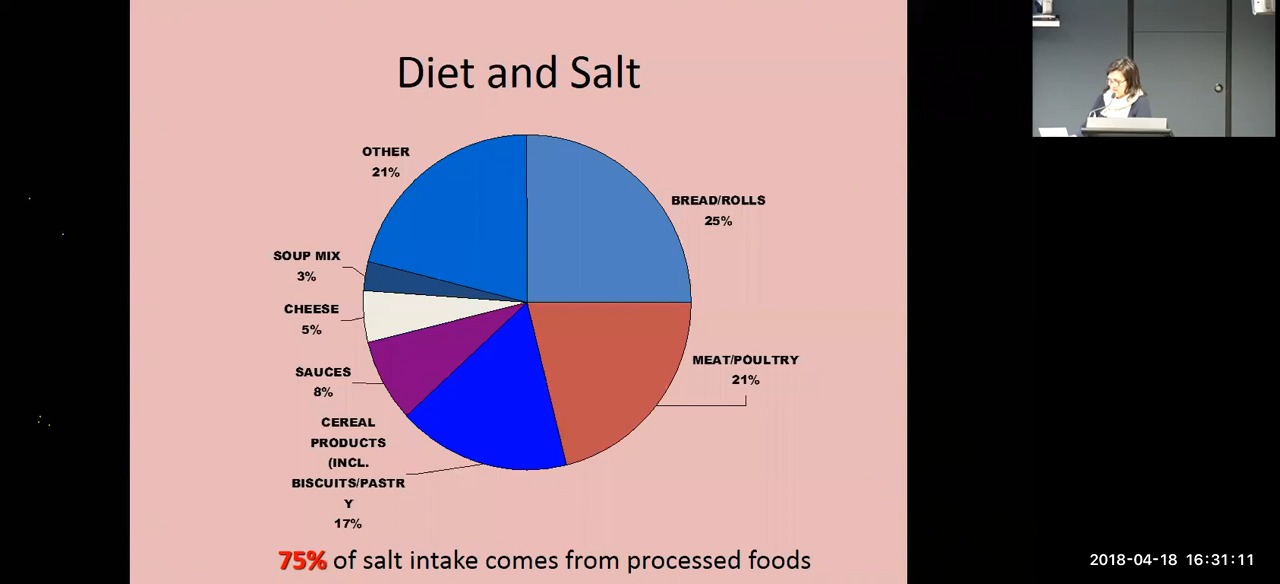 Diet and Salt
OTHER
21%
BREAD/ROLLS
25%
SOUP MIX
3%
CHEESE
5%
MEAT/POULTRY
21%
SAUCES
8%
CEREAL
PRODUCTS
(INCL.
BISCUITS/PASTR
Y
17%
75% of salt intake comes from processed foods
2018-04-18 16:31:11